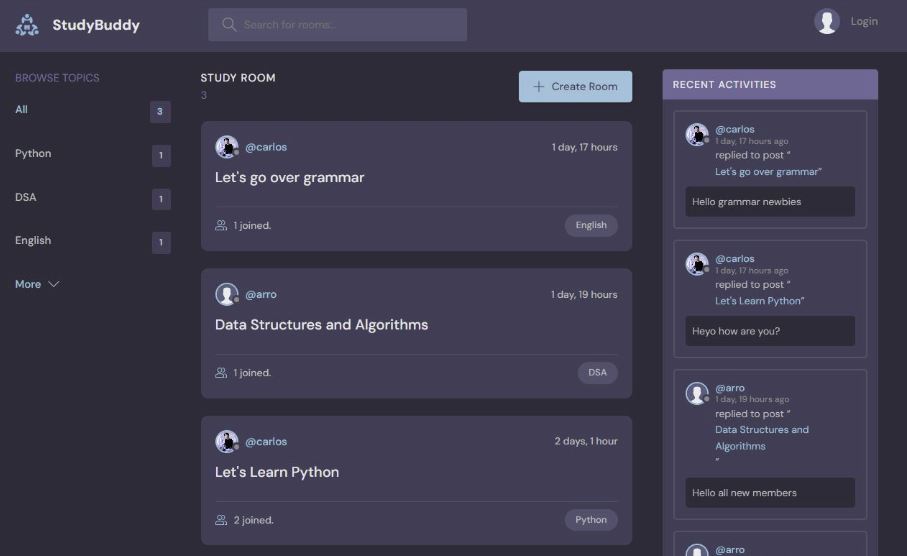 StudyBuddy
Search for rooms...
Login
BROWSE TOPICS
All 3
Python 1
DSA 1
English 1
More
STUDY ROOM
3
Create Room
@carlos 1 day, 17 hours
Let's go over grammar
1 joined. English
@arro 1 day, 19 hours
Data Structures and Algorithms
1 joined. DSA
@carlos 2 days, 1 hour
Let's Learn Python
2 joined. Python
RECENT ACTIVITIES
@carlos
1 day, 17 hours ago
replied to post “
Let's go over grammar”
Hello grammar newbies
@carlos
1 day, 17 hours ago
replied to post “
Let's Learn Python”
Heyo how are you?
@arro
1 day, 19 hours ago
replied to post “
Data Structures and
Algorithms
”
Hello all new members
@arro